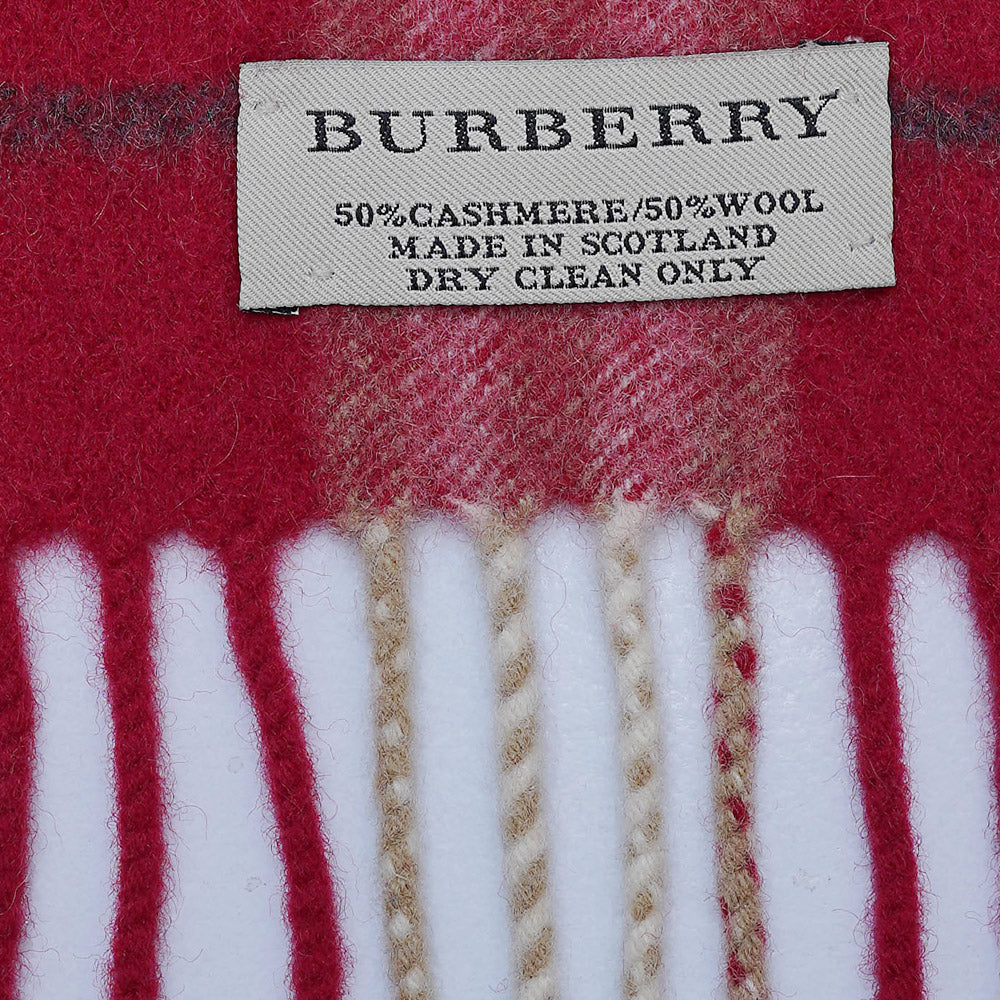 BURBERRY
50%CASHMERE/50%WOOL
MADE IN SCOTLAND
DRY CLEAN ONLY